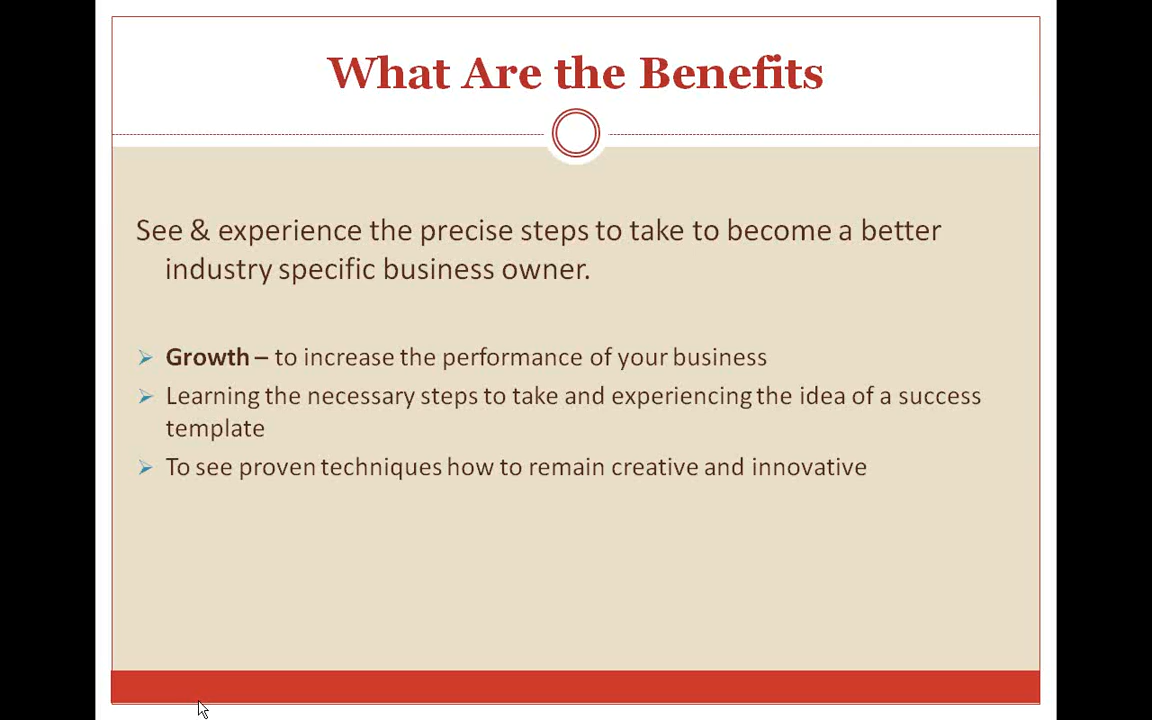 What Are the Benefits
See & experience the precise steps to take to become a better
industry specific business owner.
Growth – to increase the performance of your business
Learning the necessary steps to take and experiencing the idea of a success
template
To see proven techniques how to remain creative and innovative